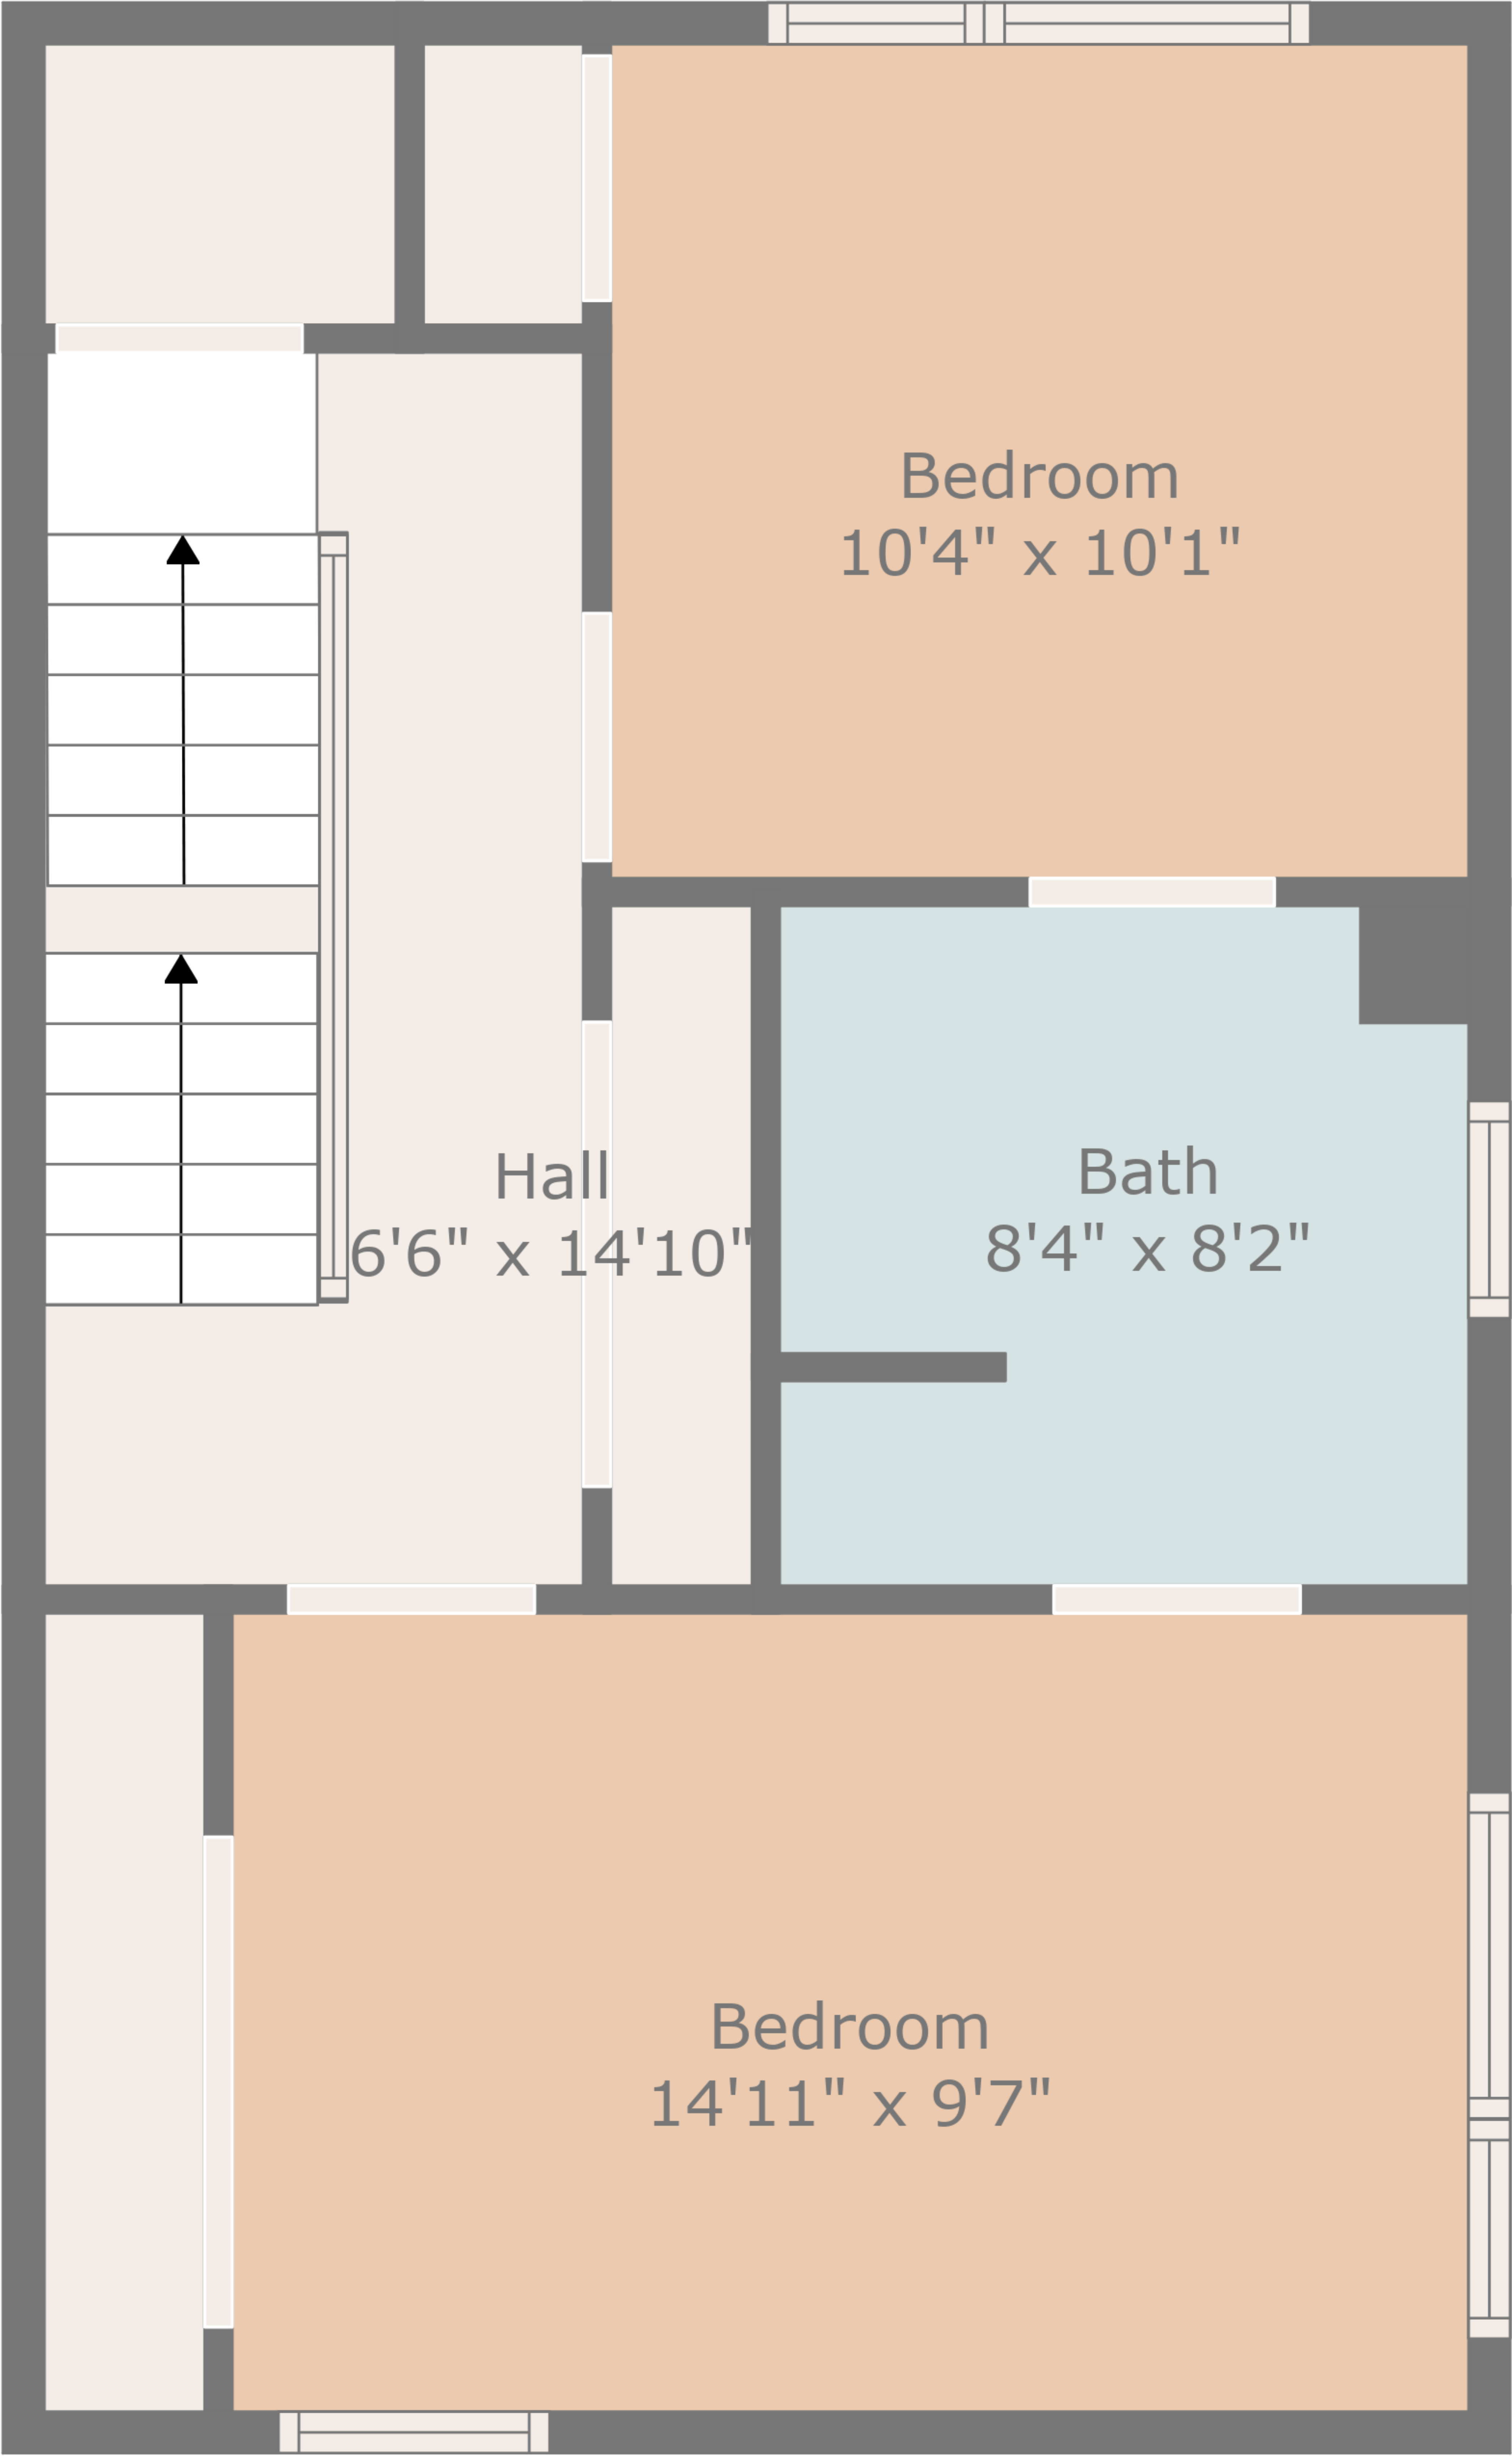 Bedroom
10'4" x 10'1"
Hall
6'6" x 14'10"
Bath
8'4" x 8'2"
Bedroom
14'11" x 9'7"